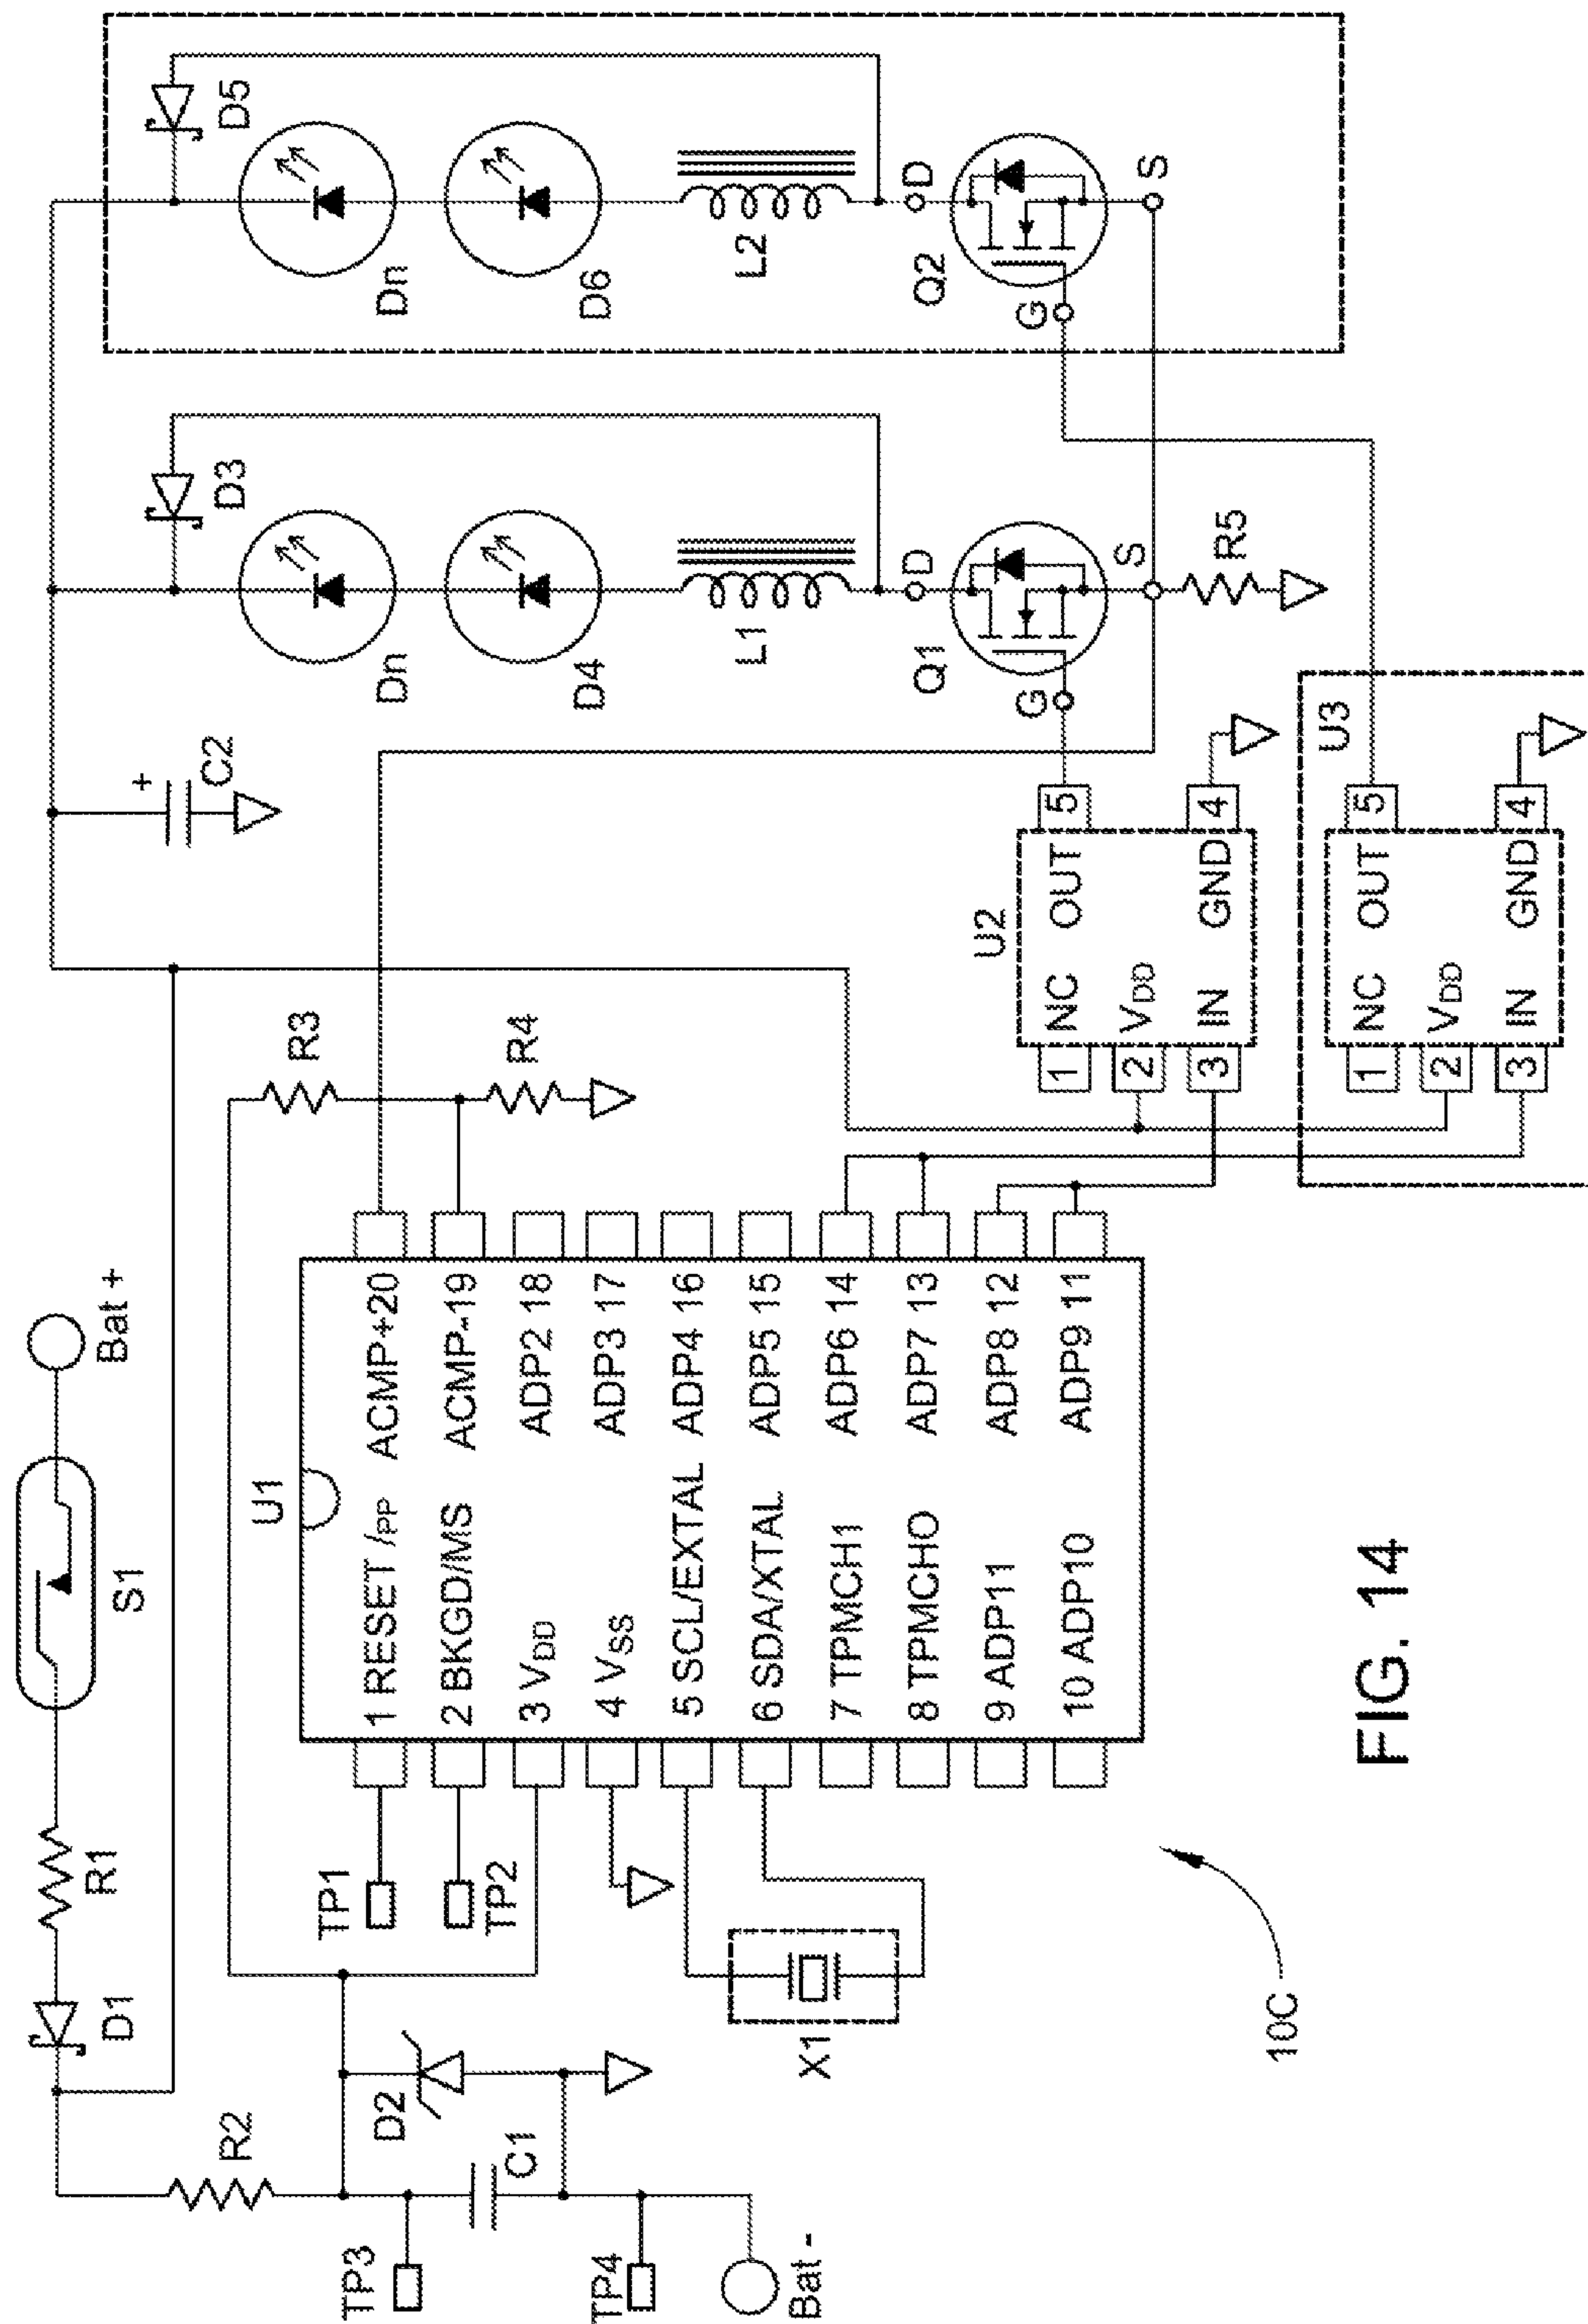 Bat +
S1
R1
D1
R2
TP3
C1
D2
TP4
Bat -
TP1
TP2
X1
10C
U1
1 RESET /PP ACMP+20
2 BKGD/MS ACMP-19
3 VDD ADP2 18
4 VSS ADP3 17
5 SCL/EXTAL ADP4 16
6 SDA/XTAL ADP5 15
7 TPMCH1 ADP6 14
8 TPMCHO ADP7 13
9 ADP11 ADP8 12
10 ADP10 ADP9 11
R3
R4
C2
+
U2
1 NC OUT 5
2 VDD
3 IN GND 4
U3
1 NC OUT 5
2 VDD
3 IN GND 4
D3
Dn
D4
L1
D
Q1
G
S
R5
D5
Dn
D6
L2
D
Q2
G
S
FIG. 14